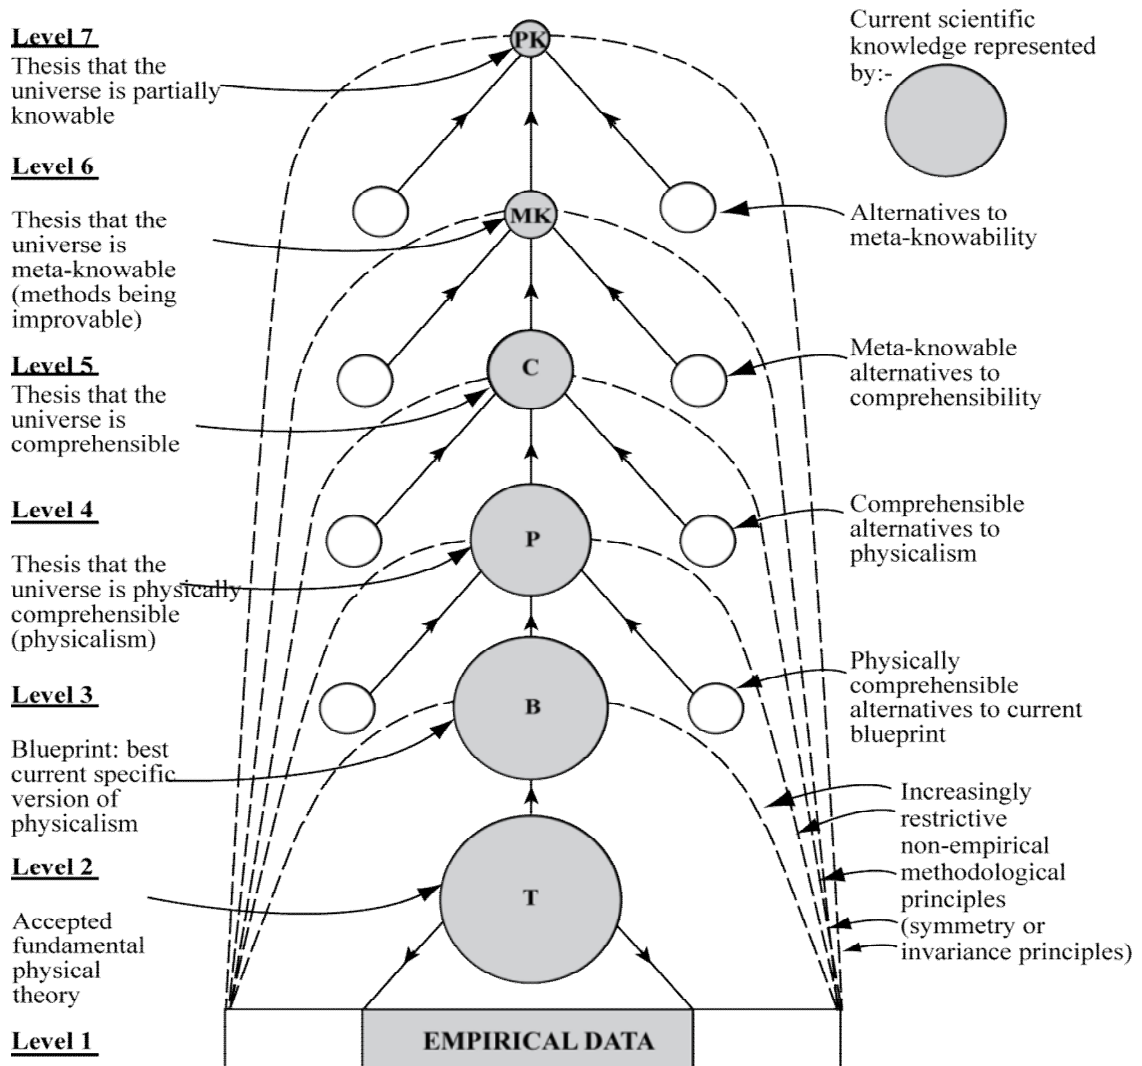 Level 7
Thesis that the
universe is partially
knowable
Level 6
Thesis that the
universe is
meta-knowable
(methods being
improvable)
Level 5
Thesis that the
universe is
comprehensible
Level 4
Thesis that the
universe is physically
comprehensible
(physicalism)
Level 3
Blueprint: best
current specific
version of
physicalism
Level 2
Accepted
fundamental
physical
theory
Level 1
PK
MK
C
P
B
T
EMPIRICAL DATA
Current scientific
knowledge represented
by:-
Alternatives to
meta-knowability
Meta-knowable
alternatives to
comprehensibility
Comprehensible
alternatives to
physicalism
Physically
comprehensible
alternatives to current
blueprint
Increasingly
restrictive
non-empirical
methodological
principles
(symmetry or
invariance principles)